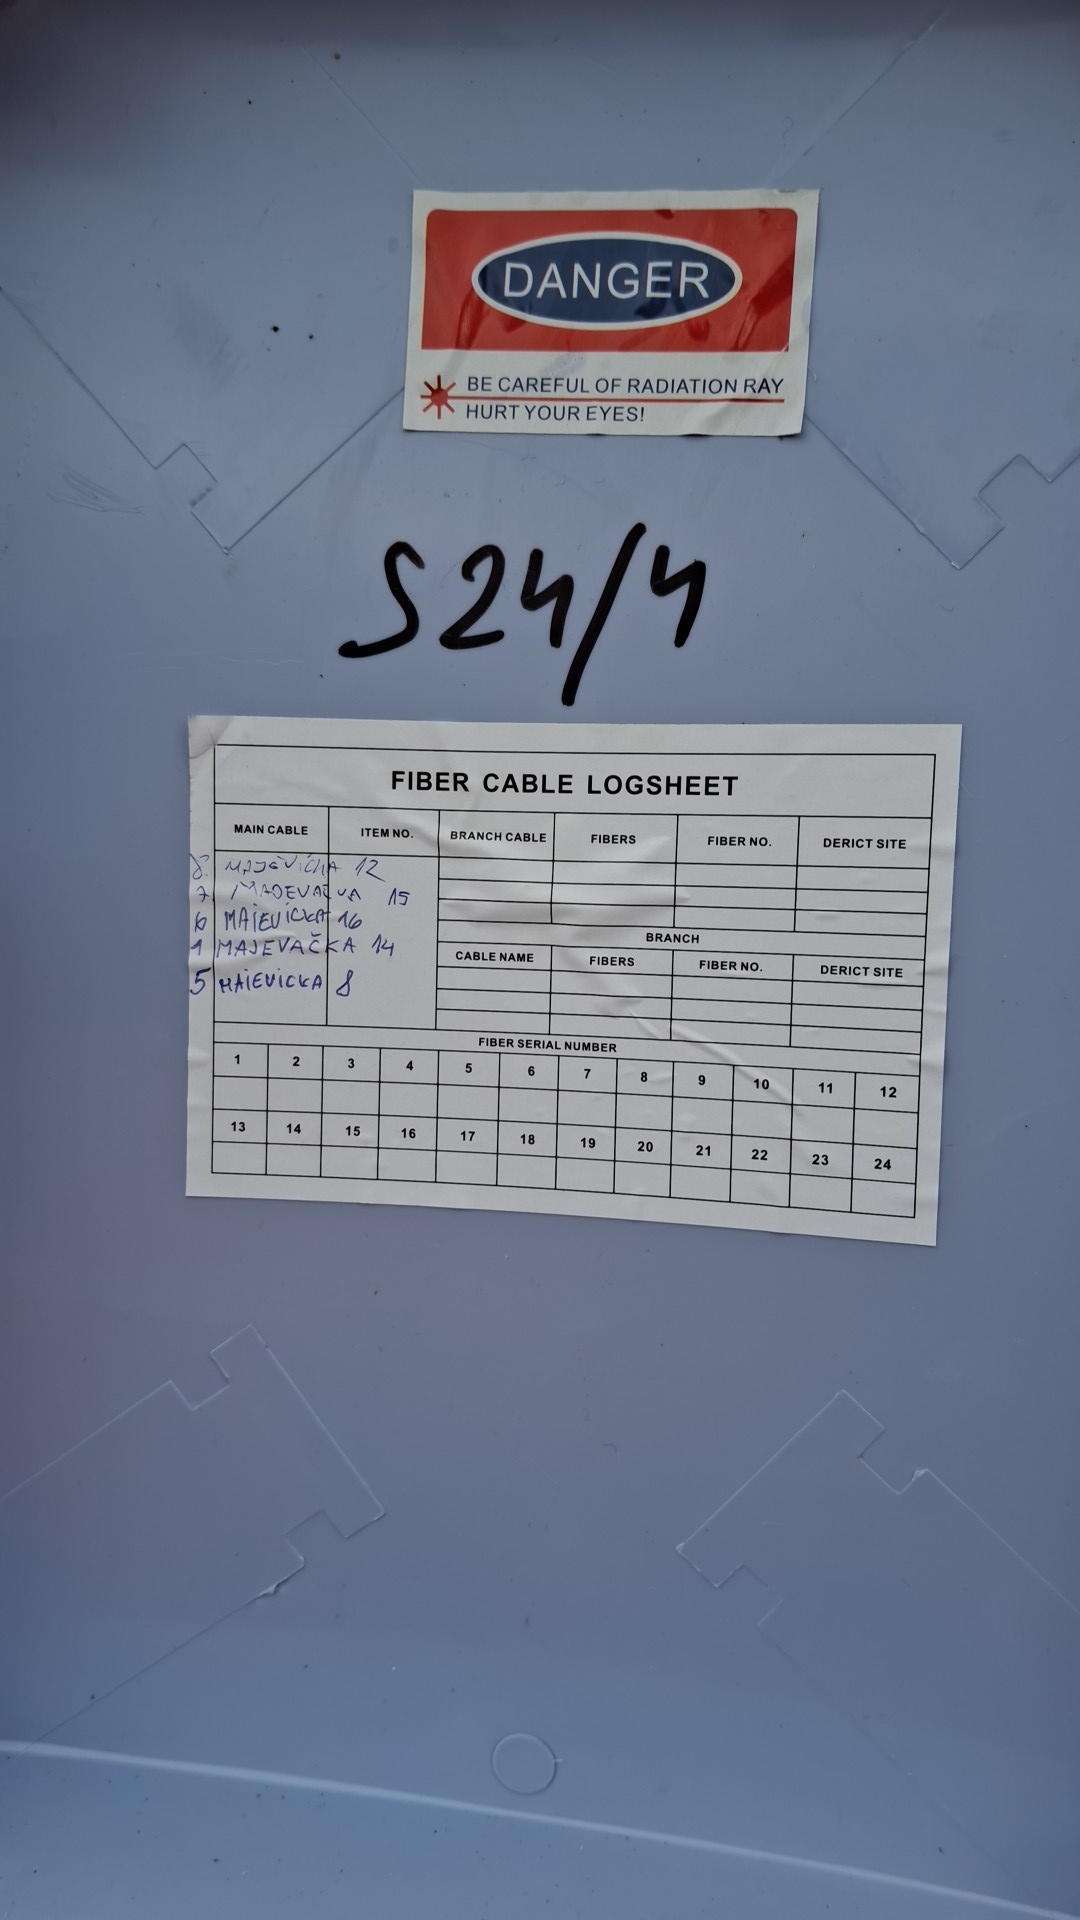 DANGER
BE CAREFUL OF RADIATION RAY
HURT YOUR EYES!
S24/4
FIBER CABLE LOGSHEET
MAIN CABLE ITEM NO. BRANCH CABLE FIBERS FIBER NO. DERICT SITE
8. MAJEVIČKA 12
7. 15
6 MAIEVICKA 16
1 MAJEVAČKA 14
5 MAIEVICKA 8
BRANCH
CABLE NAME FIBERS FIBER NO. DERICT SITE
FIBER SERIAL NUMBER
1 2 3 4 5 6 7 8 9 10 11 12
13 14 15 16 17 18 19 20 21 22 23 24